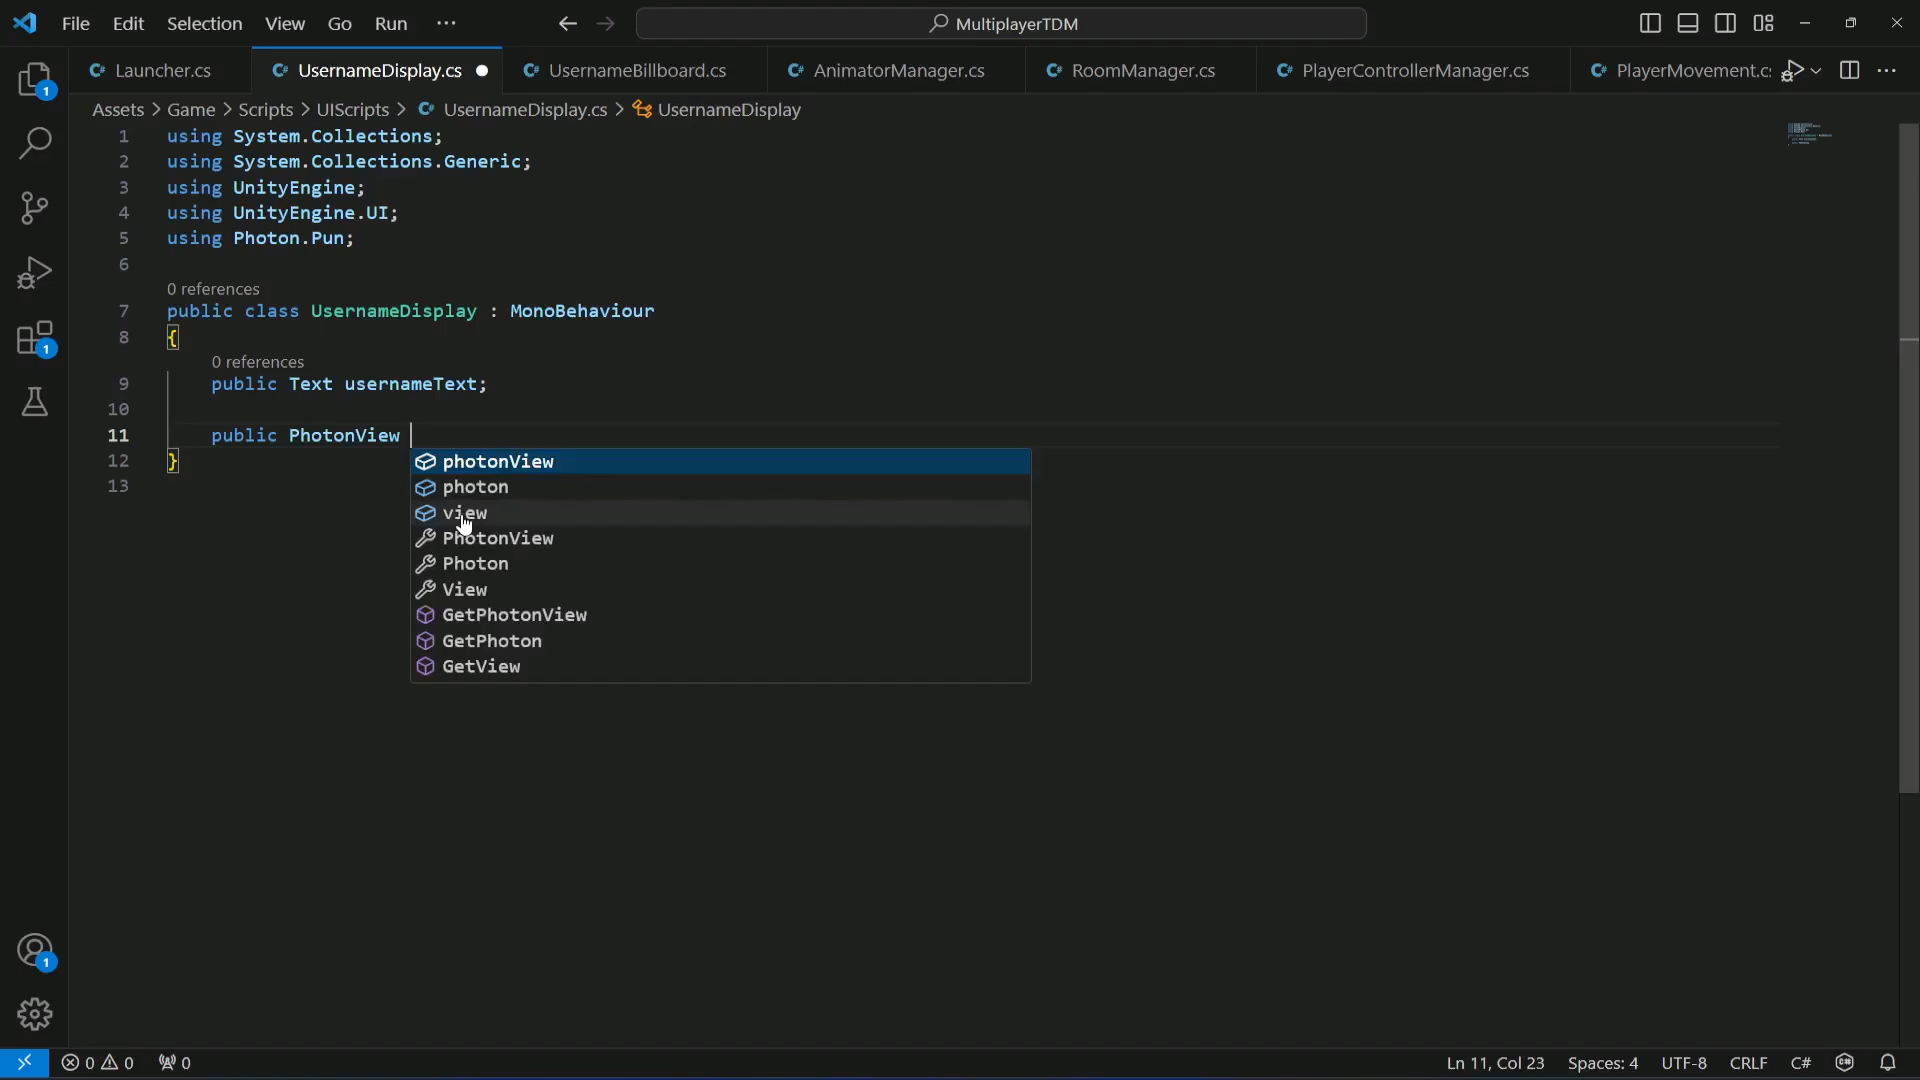 File Edit Selection View Go Run ··· MultiplayerTDM
Launcher.cs UsernameDisplay.cs UsernameBillboard.cs AnimatorManager.cs RoomManager.cs PlayerControllerManager.cs PlayerMovement.c
Assets > Game > Scripts > UIScripts > UsernameDisplay.cs > UsernameDisplay
1 using System.Collections;
2 using System.Collections.Generic;
3 using UnityEngine;
4 using UnityEngine.UI;
5 using Photon.Pun;
6
0 references
7 public class UsernameDisplay : MonoBehaviour
8 {
0 references
9 public Text usernameText;
10
11 public PhotonView
12 }
13
photonView
photon
view
PhotonView
Photon
View
GetPhotonView
GetPhoton
GetView
1
1
1
0 0 0 Ln 11, Col 23 Spaces: 4 UTF-8 CRLF C#